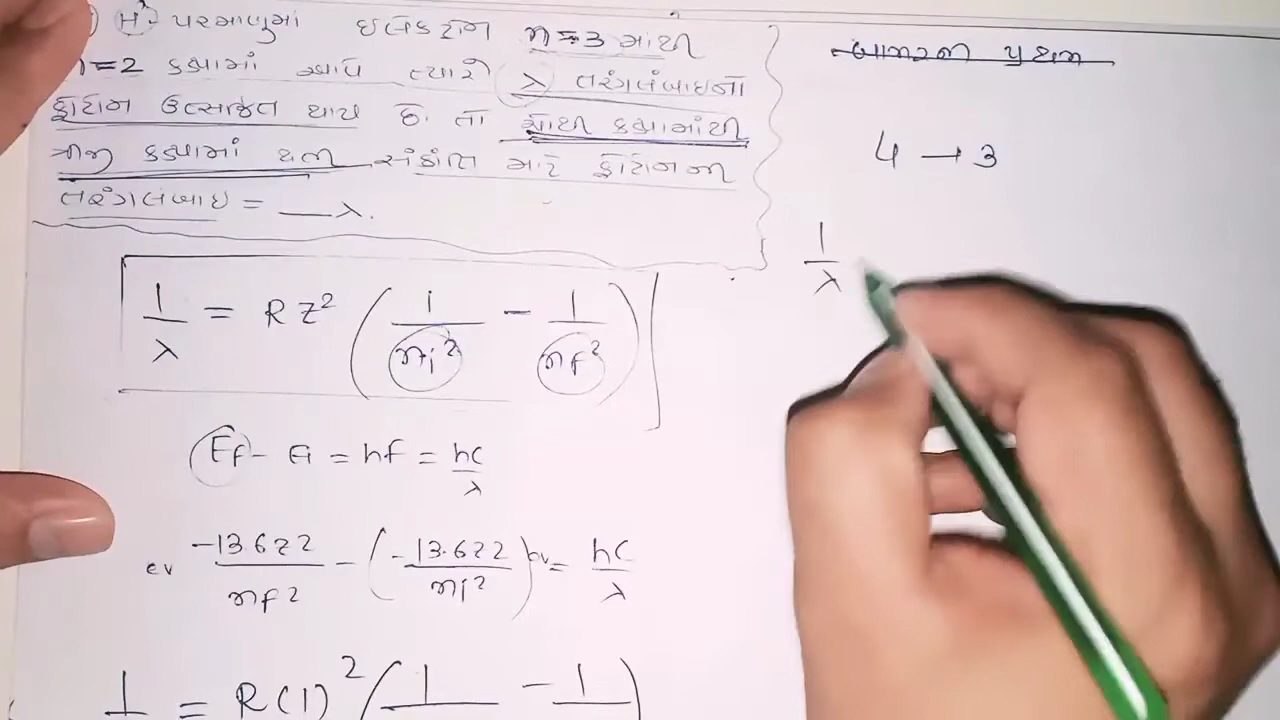 H પરમાણુમાં ઇલેક્ટ્રોન n=3 માંથી
n=2 કક્ષામાં આવે ત્યારે λ તરંગલંબાઇના
ફોટોન ઉત્સર્જિત થાય છે. તો ચોથી કક્ષામાંથી
ત્રીજી કક્ષામાં થતી સંક્રાંતિ માટે ફોટોનની
તરંગલંબાઇ = __ λ.
1/λ = RZ² (1/ni² - 1/nf²)
Ef - Ei = hf = hc/λ
ev -13.6Z2/nf2 - (-13.6Z2/ni2) ev = hc/λ
1 = R(1)² (1 - 1)
4 → 3
1/λ